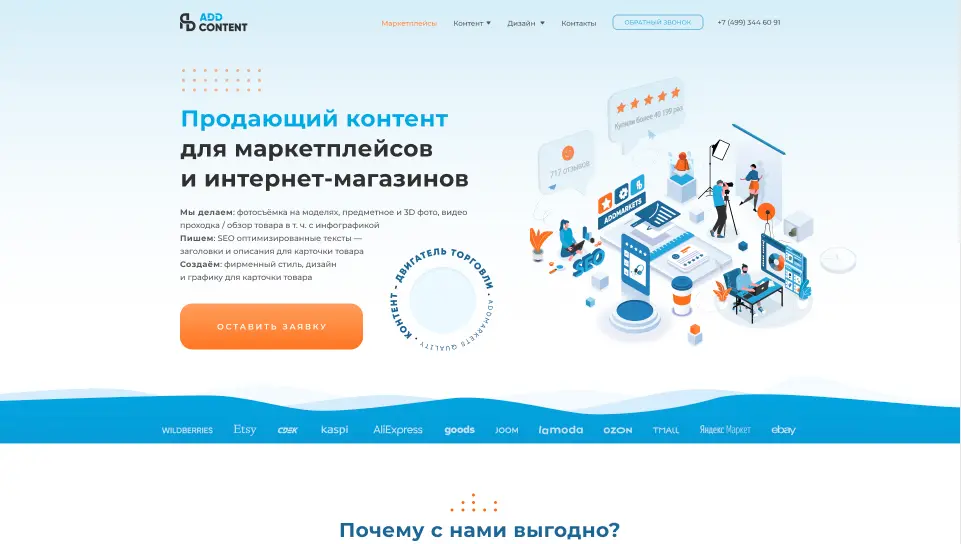 ADD
CONTENT
Маркетплейсы
Контент
Дизайн
Контакты
ОБРАТНЫЙ ЗВОНОК
+7 (499) 344 60 91
Продающий контент
для маркетплейсов
и интернет-магазинов
Мы делаем: фотосъёмка на моделях, предметное и 3D фото, видео
проходка / обзор товара в т. ч. с инфографикой
Пишем: SEO оптимизированные тексты —
заголовки и описания для карточки товара
Создаём: фирменный стиль, дизайн
и графику для карточки товара
ОСТАВИТЬ ЗАЯВКУ
КОНТЕНТ - ДВИГАТЕЛЬ ТОРГОВЛИ • ADDMARKETS QUALITY •
Купили более 40 139 раз
717 отзывов
ADDMARKETS
SEO
WILDBERRIES
Etsy
CDEK
kaspi
AliExpress
goods
JOOM
lamoda
OZON
TMALL
Яндекс Маркет
ebay
Почему с нами выгодно?